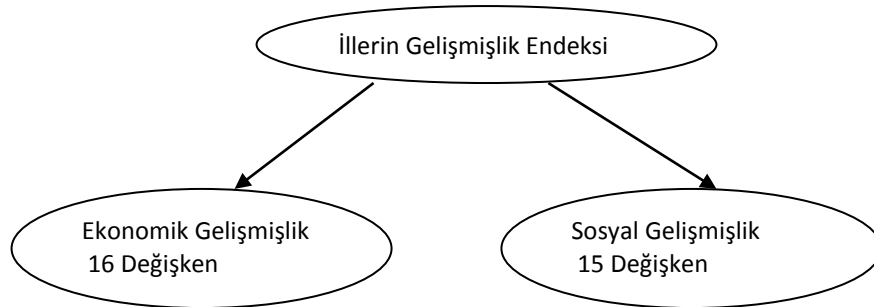 İllerin Gelişmişlik Endeksi
Ekonomik Gelişmişlik
16 Değişken
Sosyal Gelişmişlik
15 Değişken